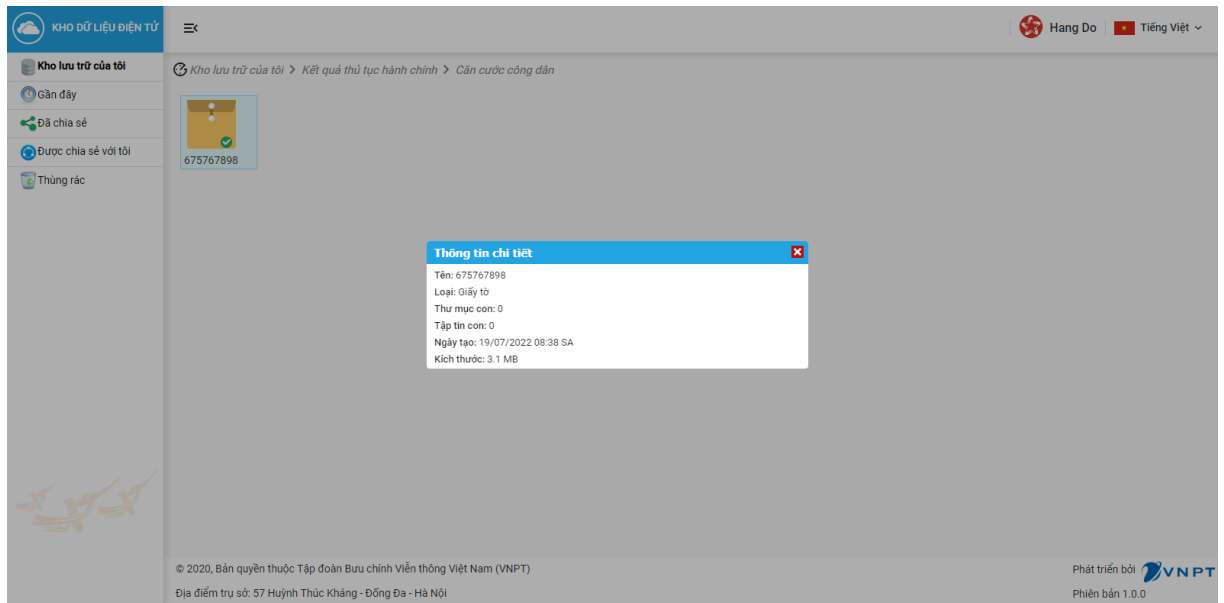 KHO DỮ LIỆU ĐIỆN TỬ
Hang Do
Tiếng Việt
Kho lưu trữ của tôi
Gần đây
Đã chia sẻ
Được chia sẻ với tôi
Thùng rác
Kho lưu trữ của tôi > Kết quả thủ tục hành chính > Căn cước công dân
675767898
Thông tin chi tiết
Tên: 675767898
Loại: Giấy tờ
Thư mục con: 0
Tập tin con: 0
Ngày tạo: 19/07/2022 08:38 SA
Kích thước: 3.1 MB
© 2020, Bản quyền thuộc Tập đoàn Bưu chính Viễn thông Việt Nam (VNPT)
Phát triển bởi VNPT
Địa điểm trụ sở: 57 Huỳnh Thúc Kháng - Đống Đa - Hà Nội
Phiên bản 1.0.0